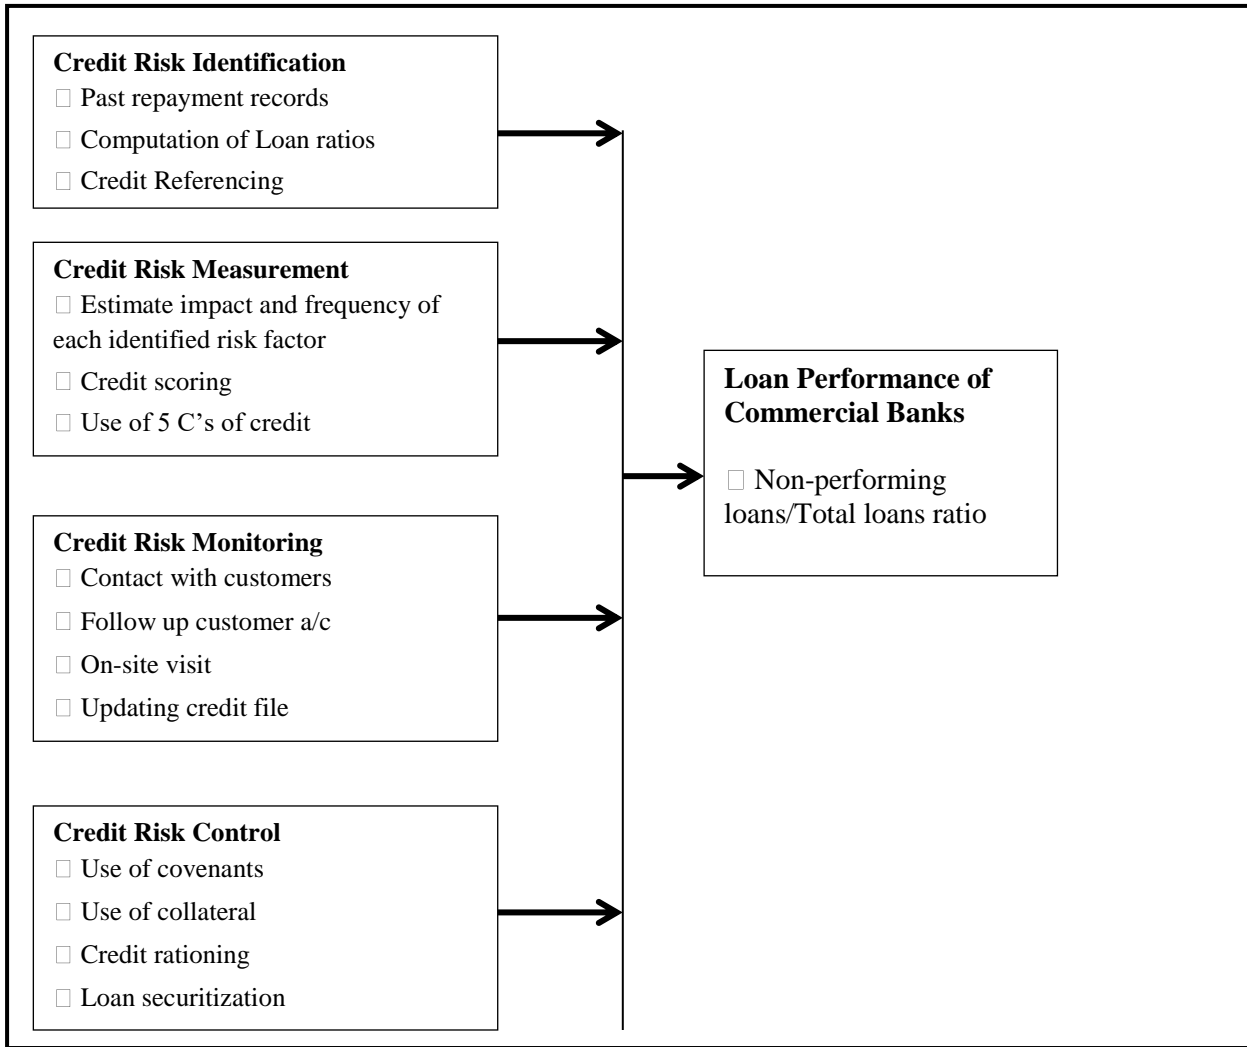 Credit Risk Identification
□ Past repayment records
□ Computation of Loan ratios
□ Credit Referencing
Credit Risk Measurement
□ Estimate impact and frequency of
each identified risk factor
□ Credit scoring
□ Use of 5 C’s of credit
Credit Risk Monitoring
□ Contact with customers
□ Follow up customer a/c
□ On-site visit
□ Updating credit file
Credit Risk Control
□ Use of covenants
□ Use of collateral
□ Credit rationing
□ Loan securitization
Loan Performance of
Commercial Banks
□ Non-performing
loans/Total loans ratio